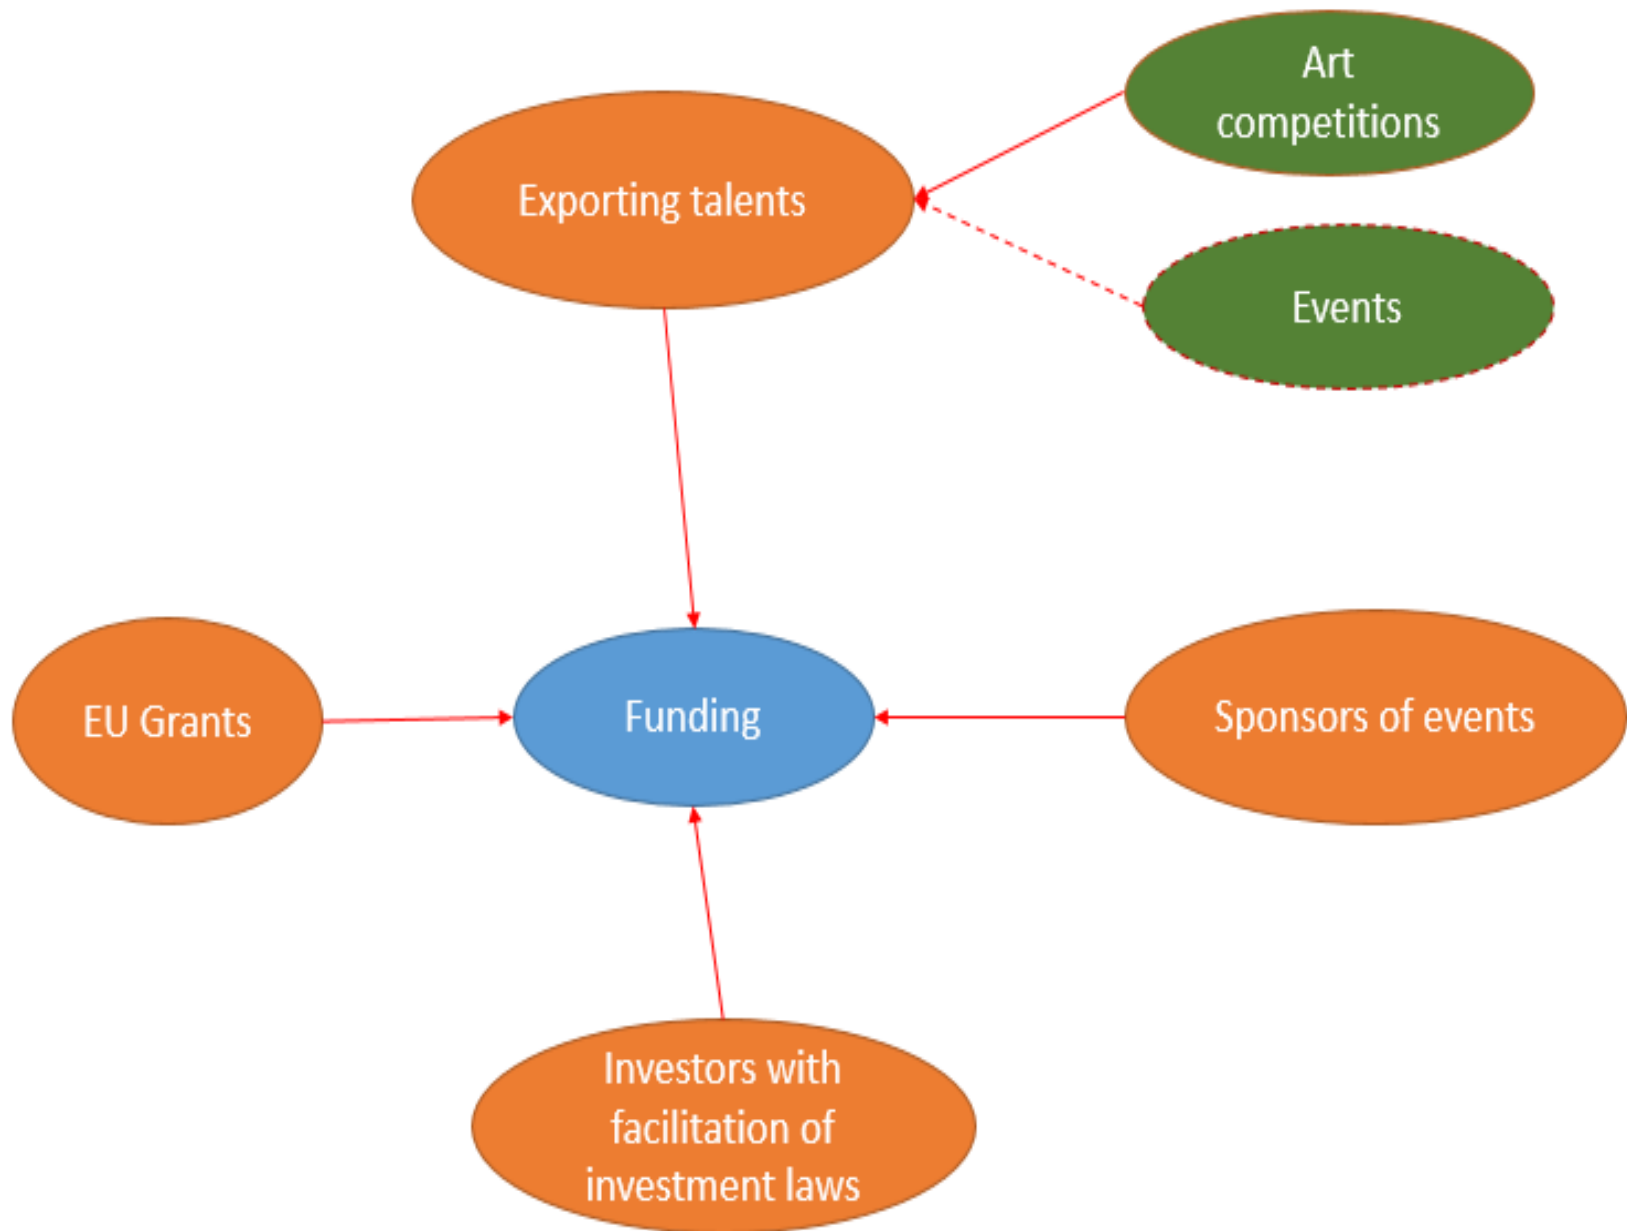 Art
competitions
Exporting talents
Events
EU Grants
Funding
Sponsors of events
Investors with
facilitation of
investment laws